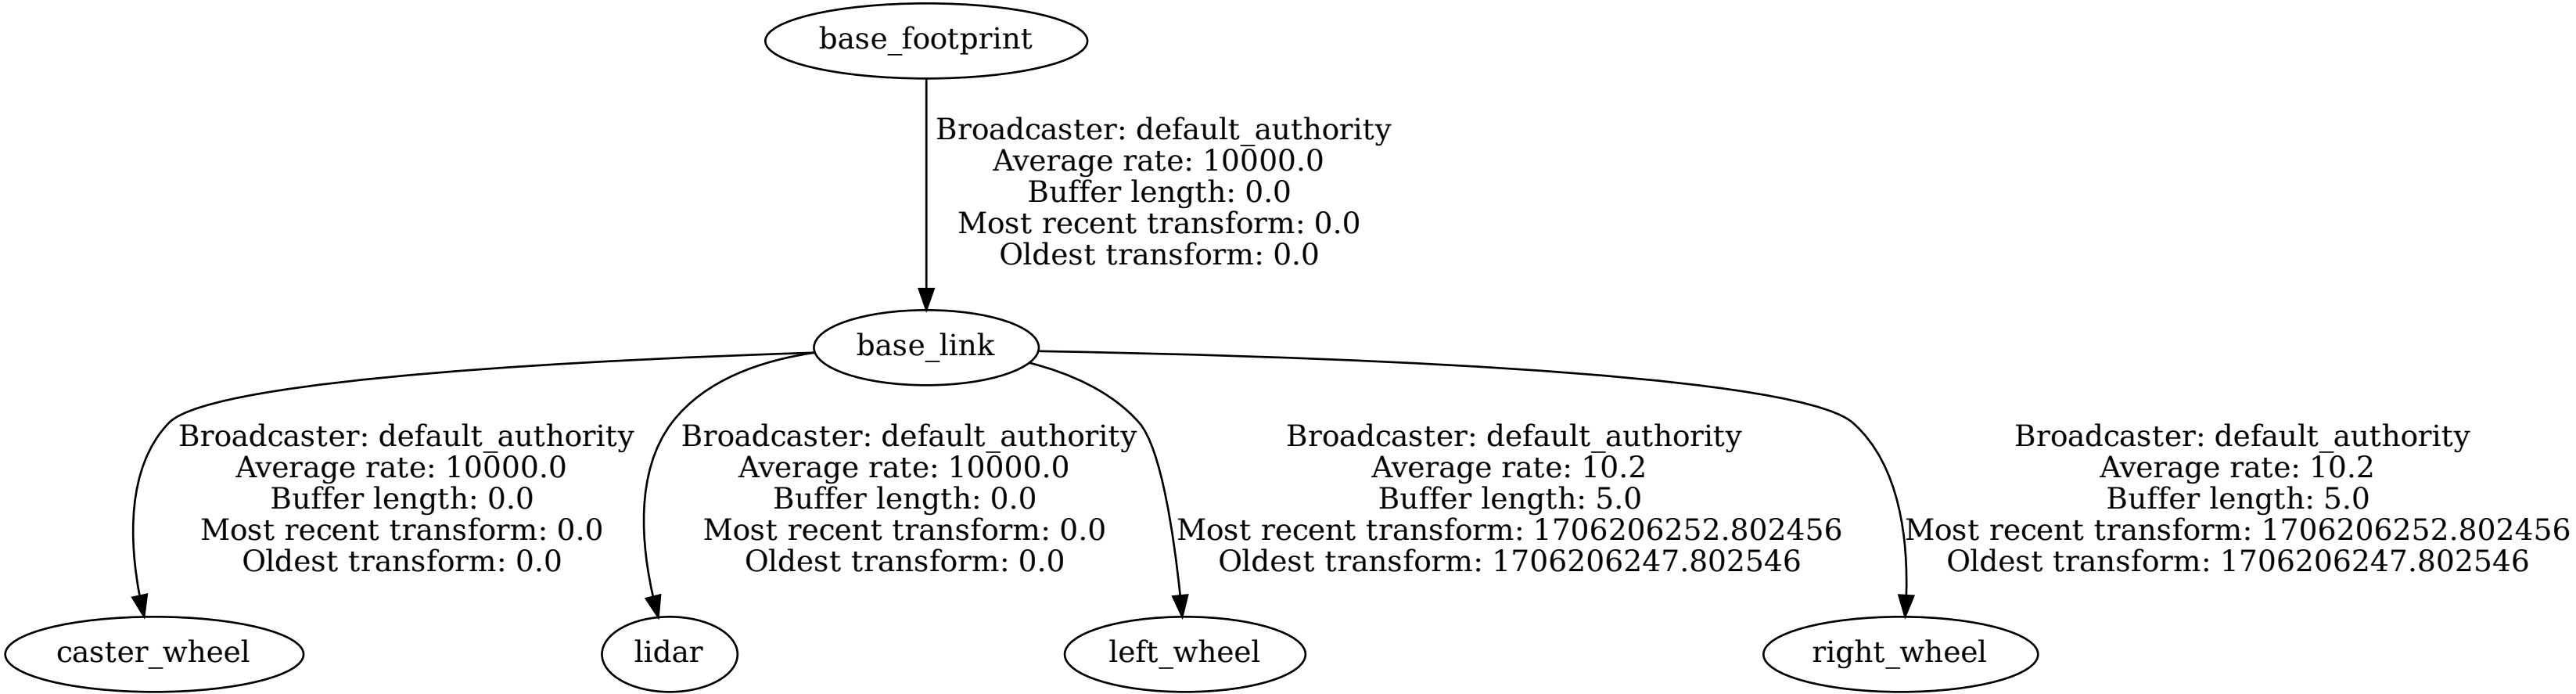 base_footprint
Broadcaster: default_authority
Average rate: 10000.0
Buffer length: 0.0
Most recent transform: 0.0
Oldest transform: 0.0
base_link
Broadcaster: default_authority
Average rate: 10000.0
Buffer length: 0.0
Most recent transform: 0.0
Oldest transform: 0.0
Broadcaster: default_authority
Average rate: 10000.0
Buffer length: 0.0
Most recent transform: 0.0
Oldest transform: 0.0
Broadcaster: default_authority
Average rate: 10.2
Buffer length: 5.0
Most recent transform: 1706206252.802456
Oldest transform: 1706206247.802546
Broadcaster: default_authority
Average rate: 10.2
Buffer length: 5.0
Most recent transform: 1706206252.802456
Oldest transform: 1706206247.802546
caster_wheel
lidar
left_wheel
right_wheel